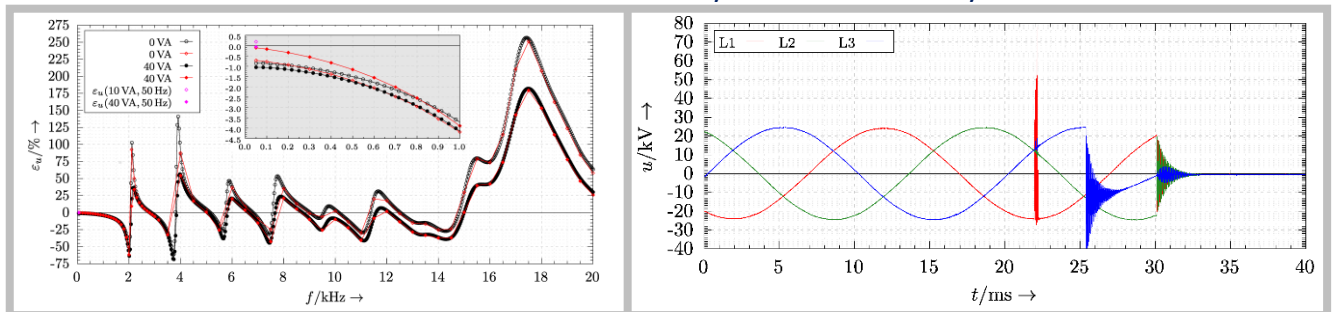 275
250
225
200
175
150
125
100
75
50
25
0
-25
-50
-75
εᵤ/% →
0 VA
0 VA
40 VA
40 VA
εᵤ(10 VA, 50 Hz)
εᵤ(40 VA, 50 Hz)
0.5
0.0
-0.5
-1.0
-1.5
-2.0
-2.5
-3.0
-3.5
-4.0
0.0 0.1 0.2 0.3 0.4 0.5 0.6 0.7 0.8 0.9 1.0
0 2 4 6 8 10 12 14 16 18 20
f/kHz →
80
70
60
50
40
30
20
10
0
-10
-20
-30
-40
u/kV →
L1 L2 L3
0 5 10 15 20 25 30 35 40
t/ms →